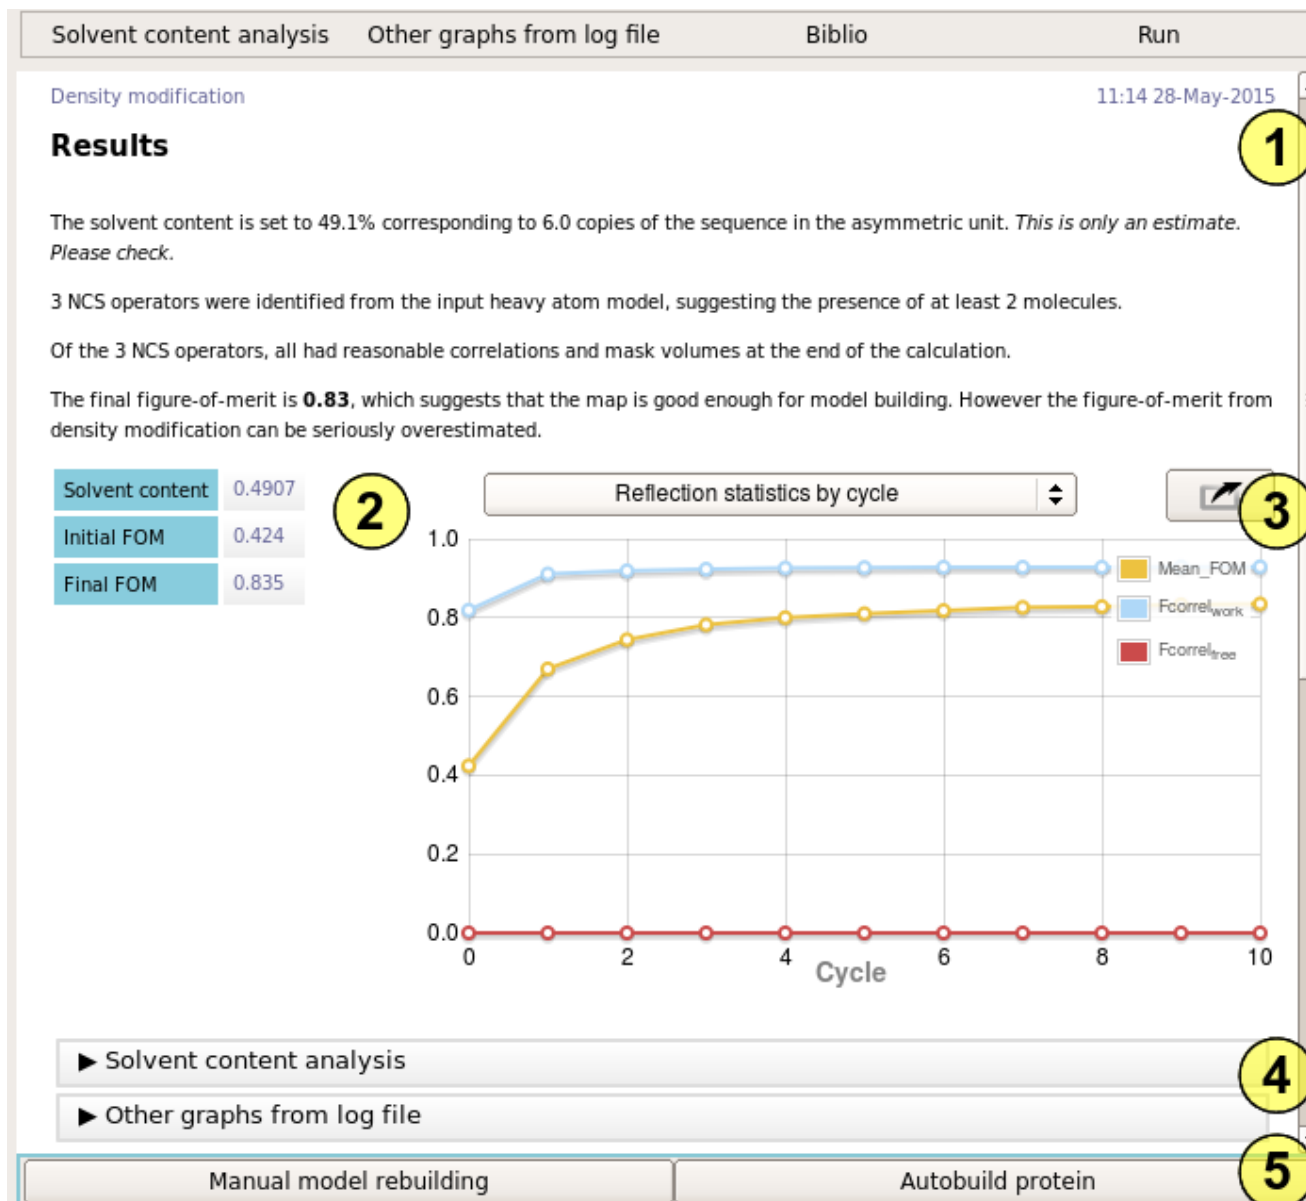 Solvent content analysis Other graphs from log file Biblio Run
Density modification 11:14 28-May-2015
Results
1
The solvent content is set to 49.1% corresponding to 6.0 copies of the sequence in the asymmetric unit. This is only an estimate.
Please check.
3 NCS operators were identified from the input heavy atom model, suggesting the presence of at least 2 molecules.
Of the 3 NCS operators, all had reasonable correlations and mask volumes at the end of the calculation.
The final figure-of-merit is 0.83, which suggests that the map is good enough for model building. However the figure-of-merit from
density modification can be seriously overestimated.
Solvent content 0.4907
Initial FOM 0.424
Final FOM 0.835
2
Reflection statistics by cycle
3
1.0
0.8
0.6
0.4
0.2
0.0
Mean_FOM
Fcorrelwork
Fcorrelfree
0 2 4 6 8 10
Cycle
▶ Solvent content analysis
4
▶ Other graphs from log file
Manual model rebuilding Autobuild protein
5